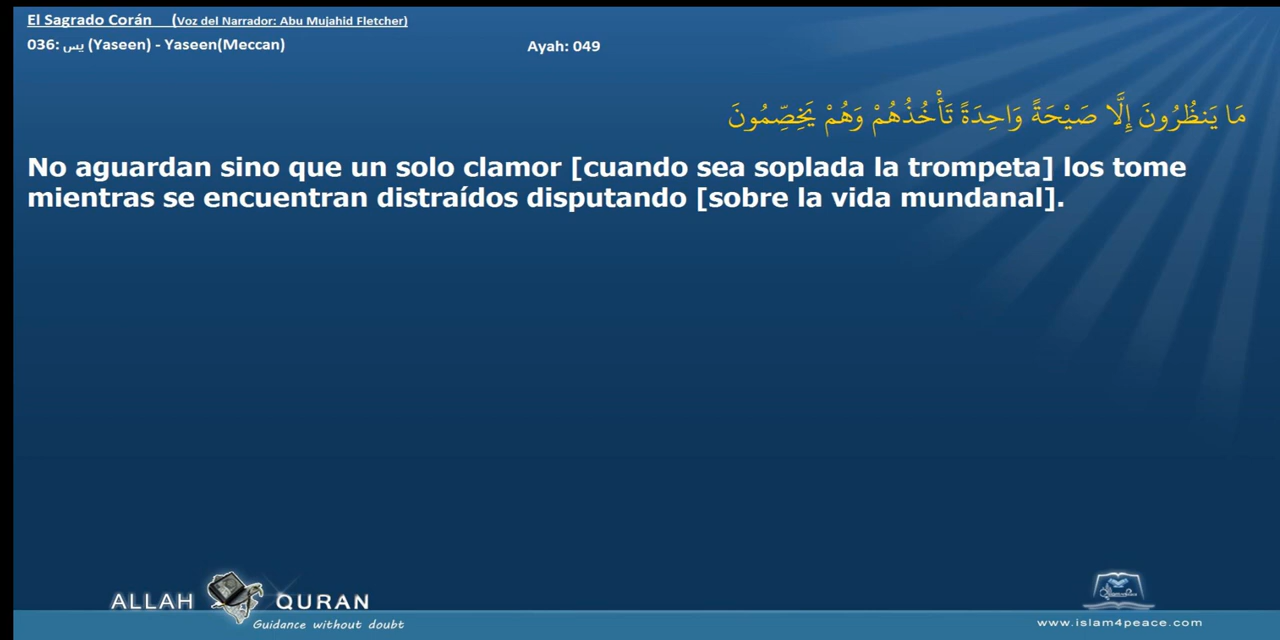 El Sagrado Corán (Voz del Narrador: Abu Mujahid Fletcher)
036: يس (Yaseen) - Yaseen(Meccan) Ayah: 049
مَا يَنظُرُونَ إِلَّا صَيْحَةً وَاحِدَةً تَأْخُذُهُمْ وَهُمْ يَخِصِّمُونَ
No aguardan sino que un solo clamor [cuando sea soplada la trompeta] los tome
mientras se encuentran distraídos disputando [sobre la vida mundanal].
ALLAH QURAN
Guidance without doubt
www.islam4peace.com